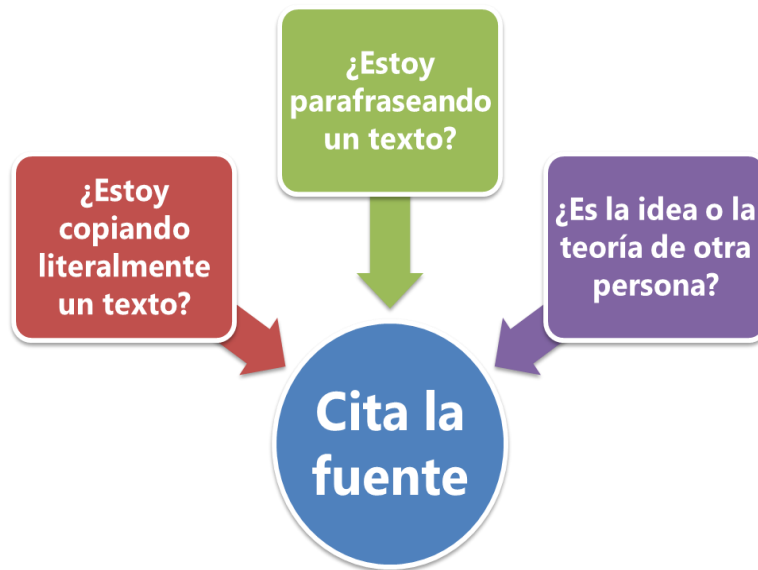 ¿Estoy
parafraseando
un texto?
¿Estoy
copiando
literalmente
un texto?
¿Es la idea o la
teoría de otra
persona?
Cita la
fuente